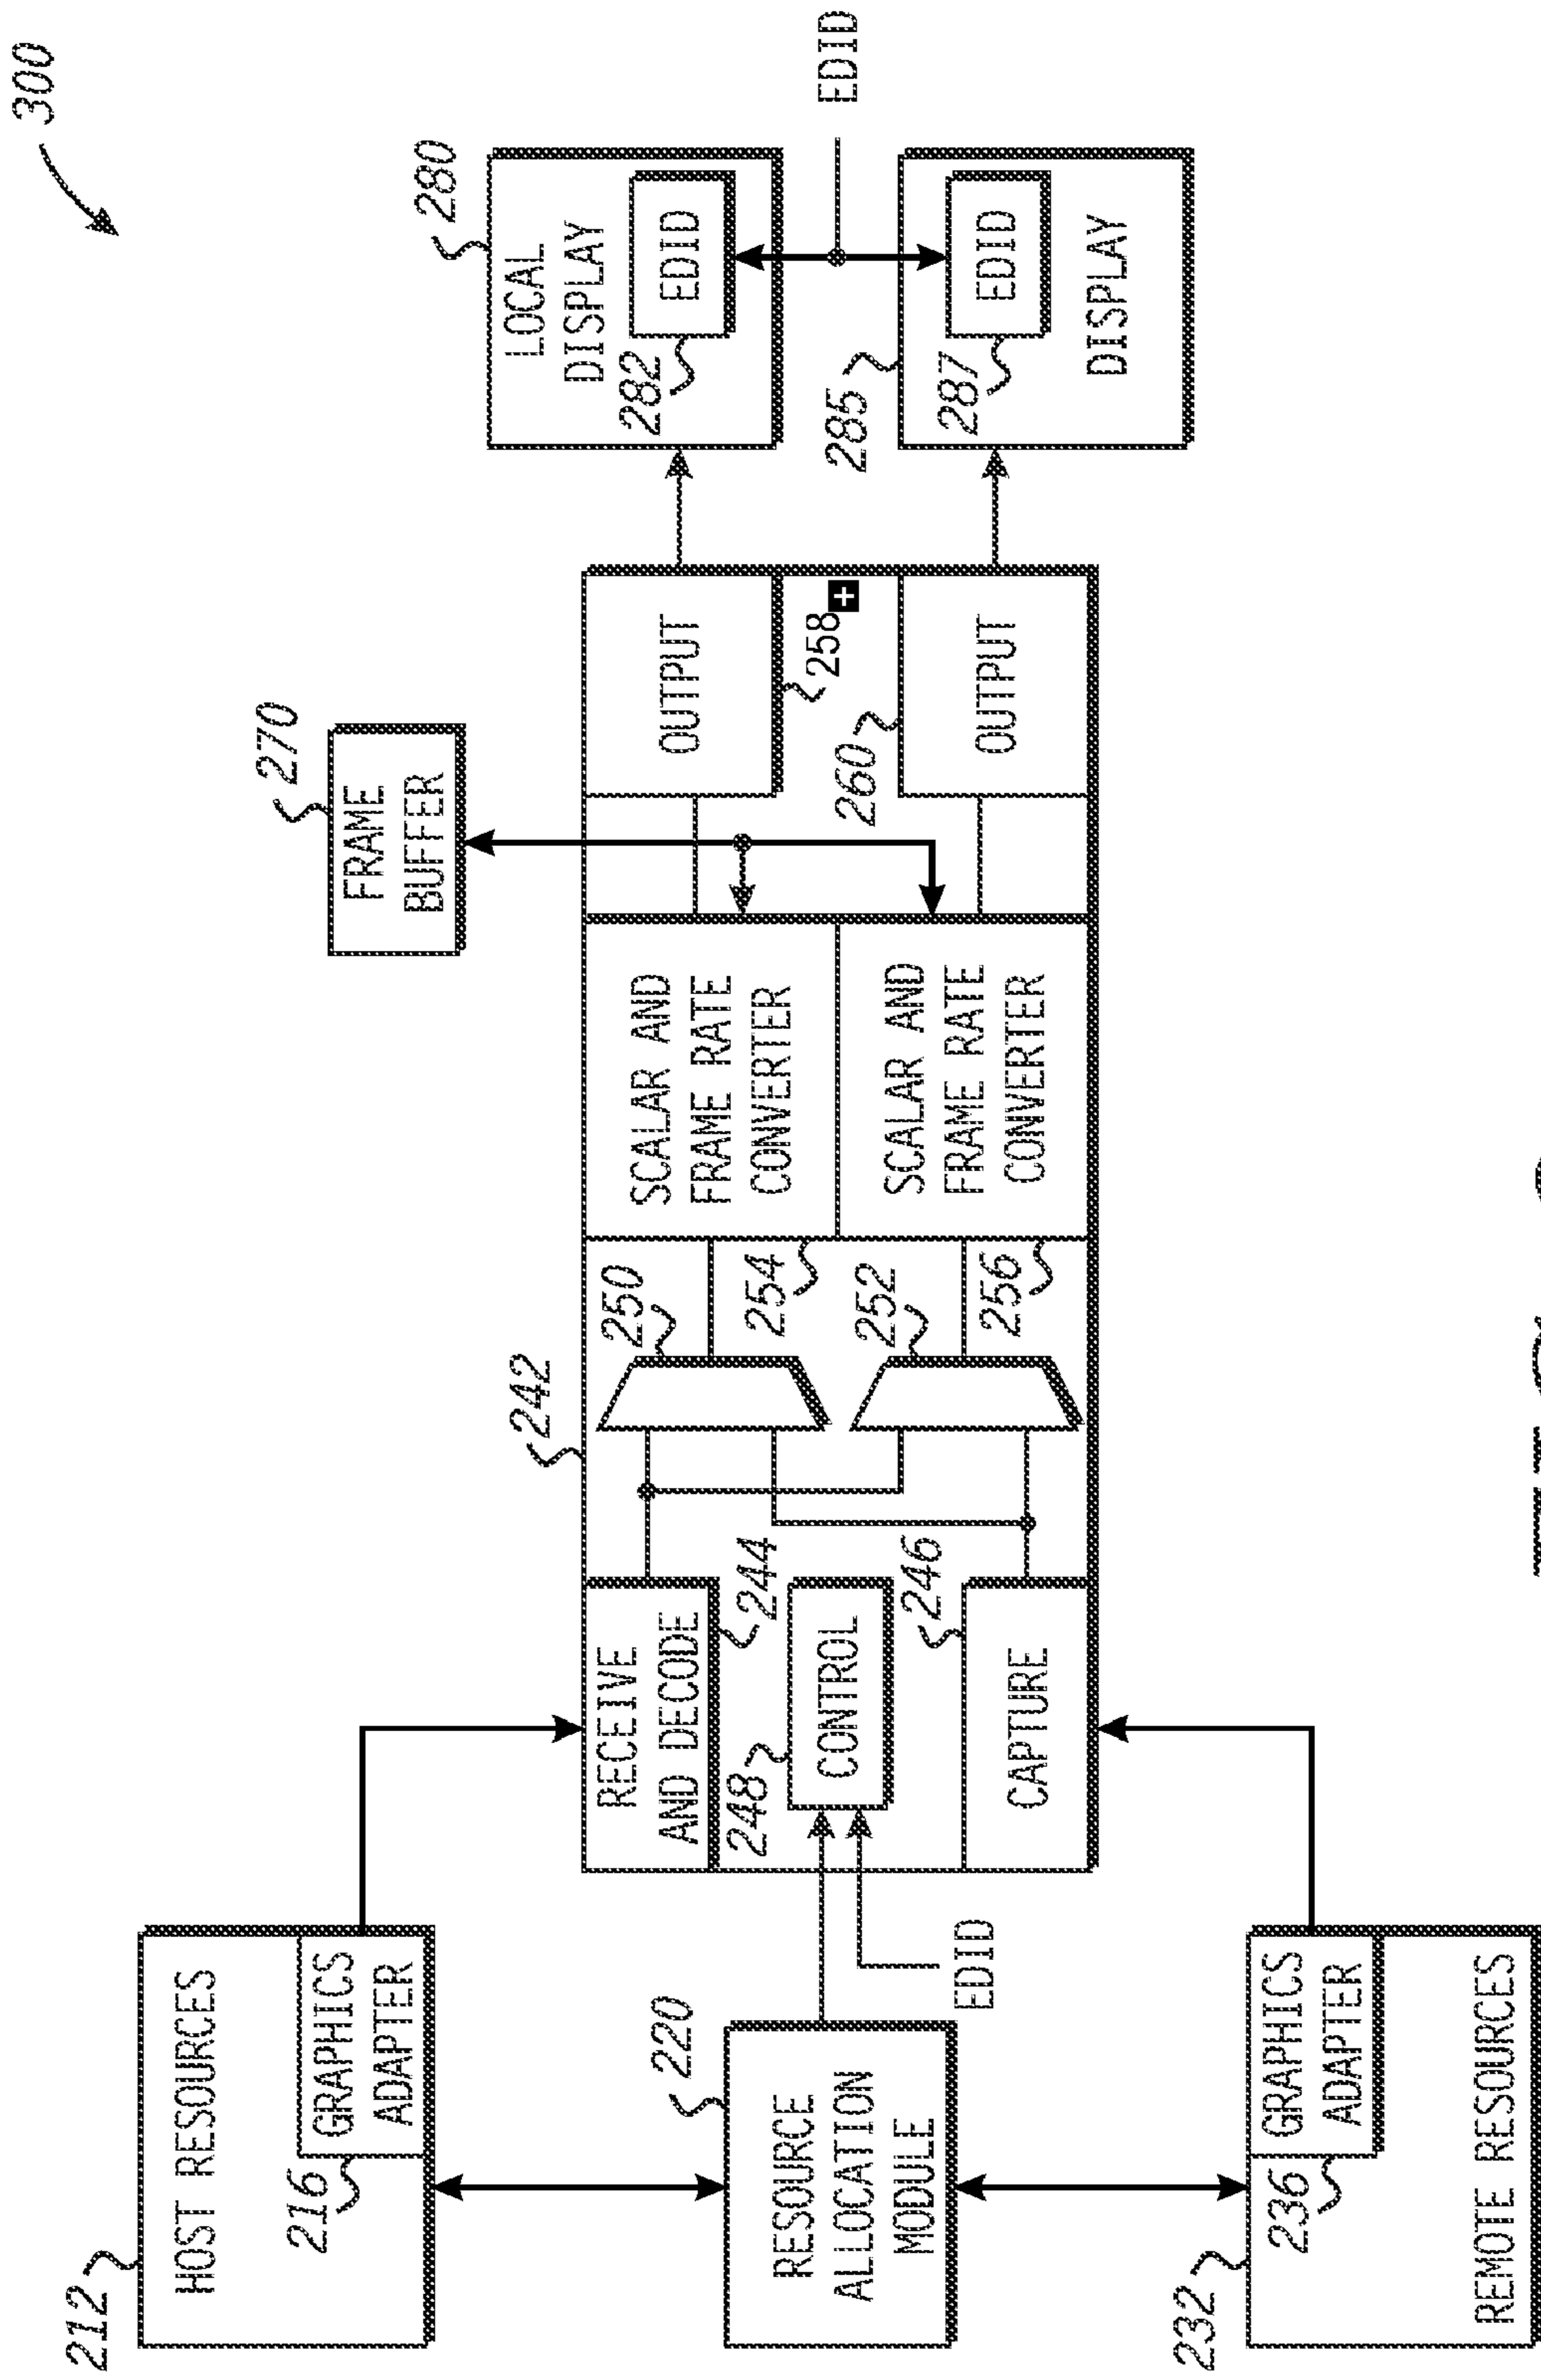 300
212
HOST RESOURCES
216
GRAPHICS
ADAPTER
220
RESOURCE
ALLOCATION
MODULE
232
236
GRAPHICS
ADAPTER
REMOTE RESOURCES
EDID
242
RECEIVE
AND DECODE
244
248
CONTROL
246
CAPTURE
250
252
254
SCALAR AND
FRAME RATE
CONVERTER
256
SCALAR AND
FRAME RATE
CONVERTER
270
FRAME
BUFFER
OUTPUT
258
260
OUTPUT
280
LOCAL
DISPLAY
282
EDID
285
287
EDID
DISPLAY
EDID